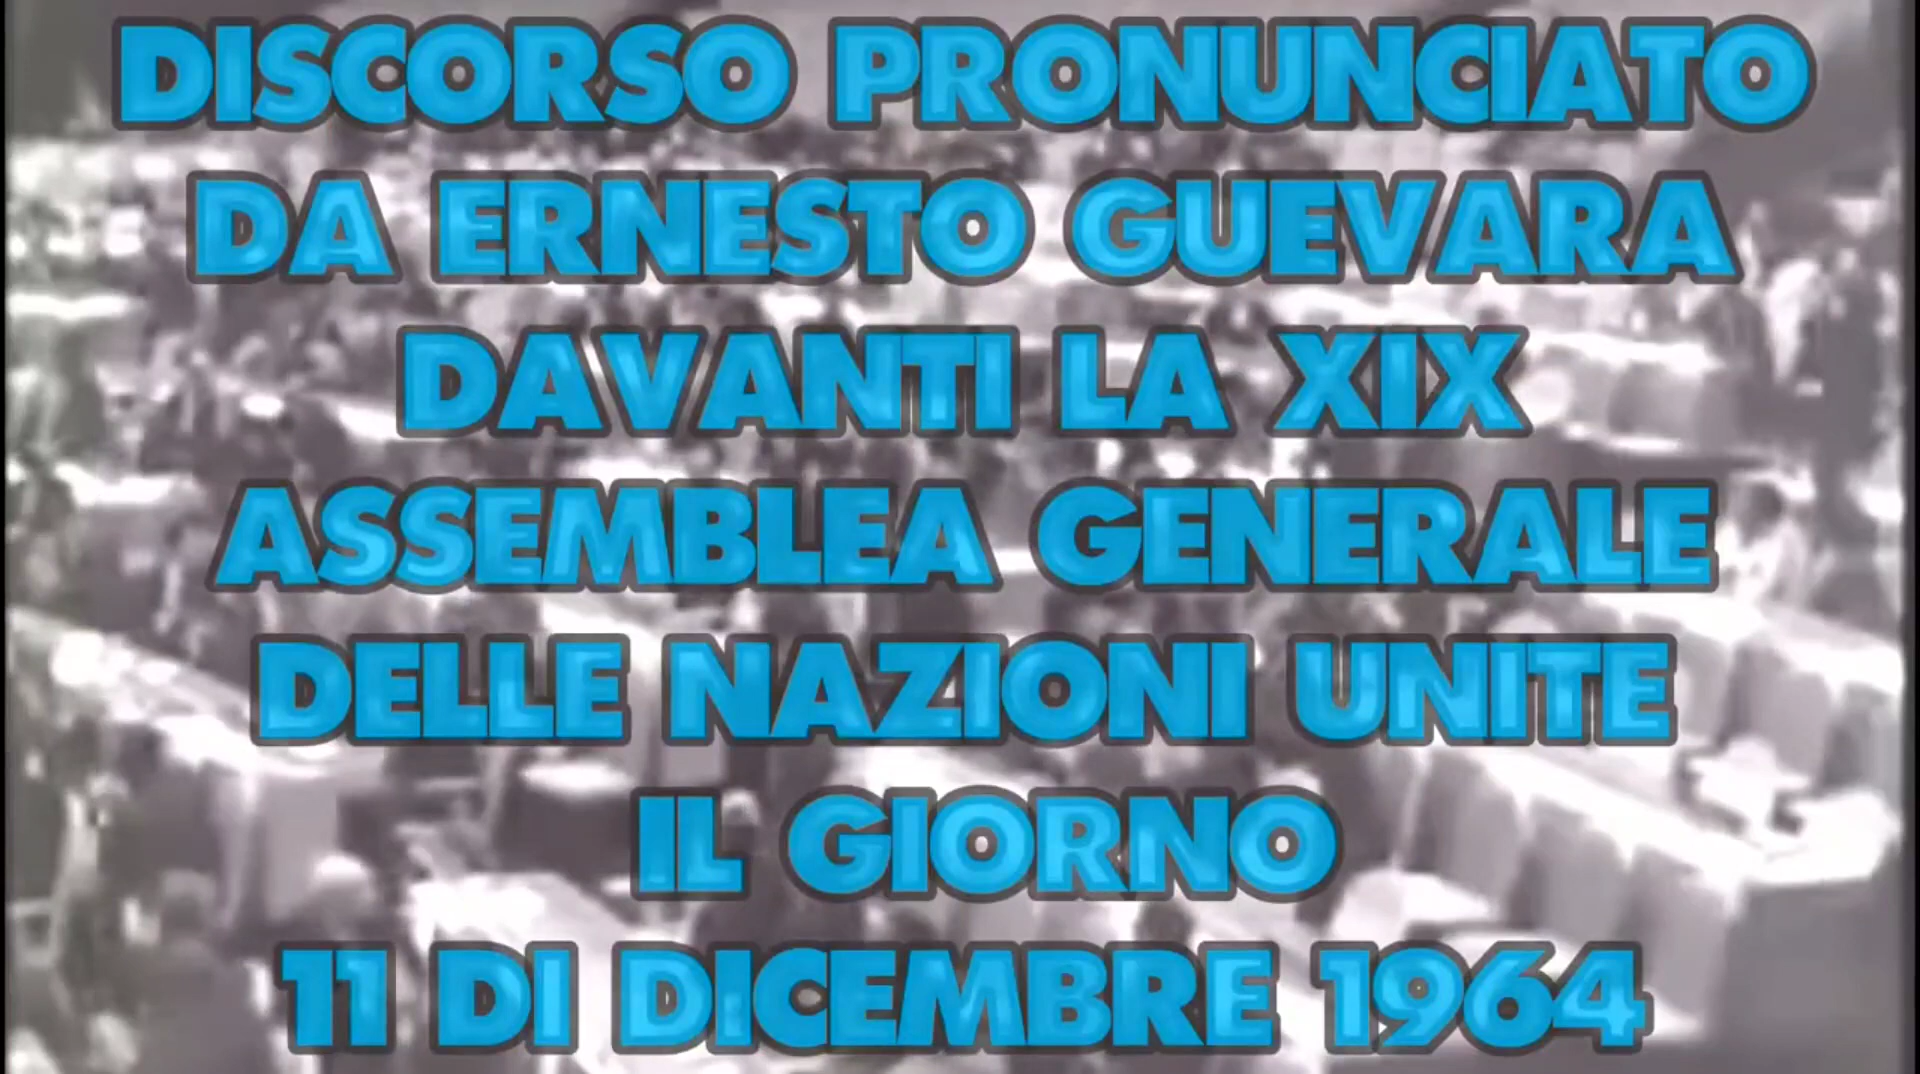 DISCORSO PRONUNCIATO
DA ERNESTO GUEVARA
DAVANTI LA XIX
ASSEMBLEA GENERALE
DELLE NAZIONI UNITE
IL GIORNO
11 DI DICEMBRE 1964